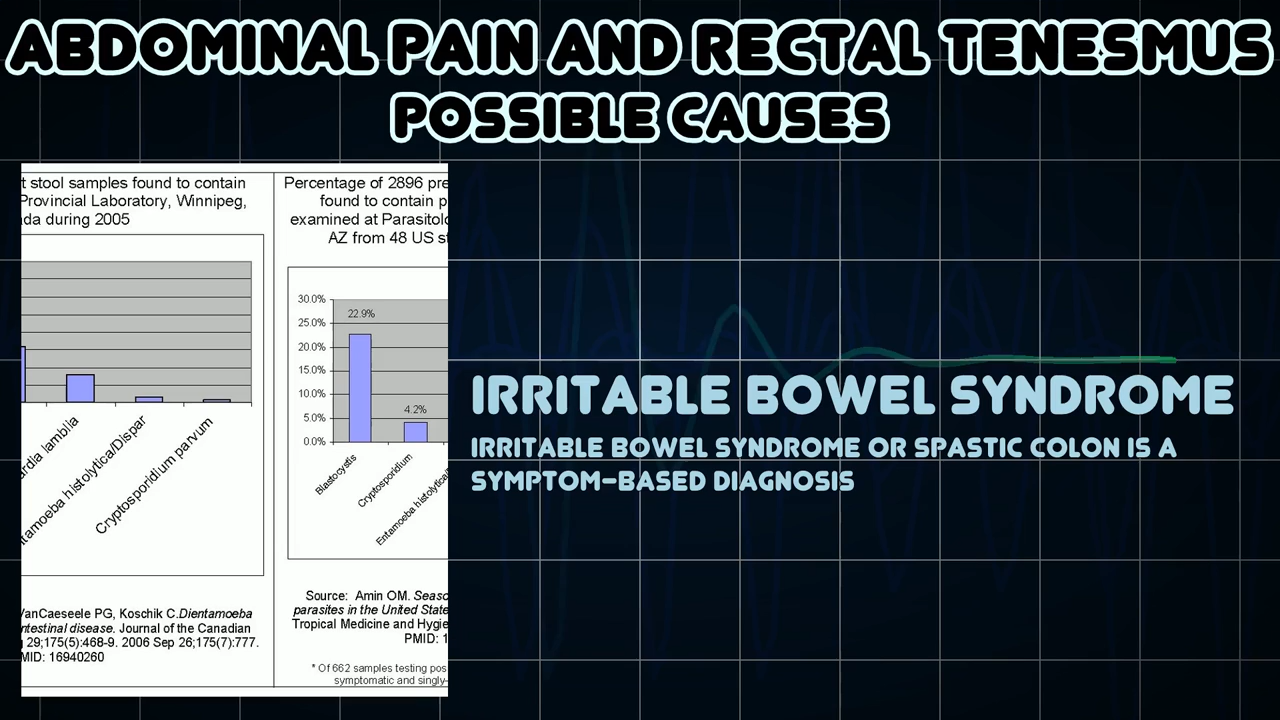 ABDOMINAL PAIN AND RECTAL TENESMUS
POSSIBLE CAUSES
t stool samples found to contain
Provincial Laboratory, Winnipeg,
da during 2005
ardia lamblia
tamoeba histolytica/Dispar
Cryptosporidium parvum
VanCaeseele PG, Koschik C.Dientamoeba
ntestinal disease. Journal of the Canadian
29;175(5):468-9. 2006 Sep 26;175(7):777.
MID: 16940260
Percentage of 2896 pre
found to contain p
examined at Parasitolo
AZ from 48 US st
30.0%
25.0%
20.0%
15.0%
10.0%
5.0%
0.0%
22.9%
4.2%
Blastocystis
Cryptosporidium
Entamoeba histolytica/
Source: Amin OM. Seaso
parasites in the United State
Tropical Medicine and Hygie
PMID: 1
* Of 662 samples testing pos
symptomatic and singly-
IRRITABLE BOWEL SYNDROME
IRRITABLE BOWEL SYNDROME OR SPASTIC COLON IS A
SYMPTOM-BASED DIAGNOSIS